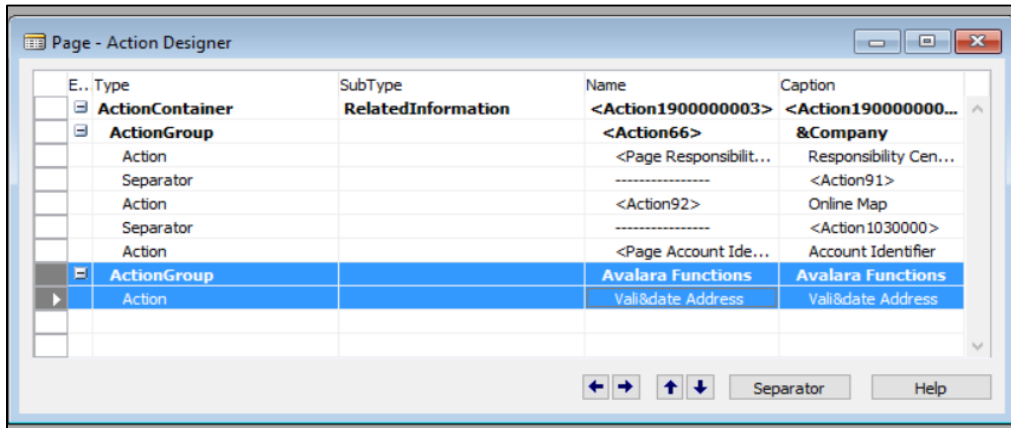 Page - Action Designer
E.. Type SubType Name Caption
ActionContainer RelatedInformation <Action1900000003> <Action190000000...
ActionGroup <Action66> &Company
Action <Page Responsibilit... Responsibility Cen...
Separator ---------------- <Action91>
Action <Action92> Online Map
Separator ---------------- <Action1030000>
Action <Page Account Ide... Account Identifier
ActionGroup Avalara Functions Avalara Functions
Action Vali&date Address Vali&date Address
Separator Help